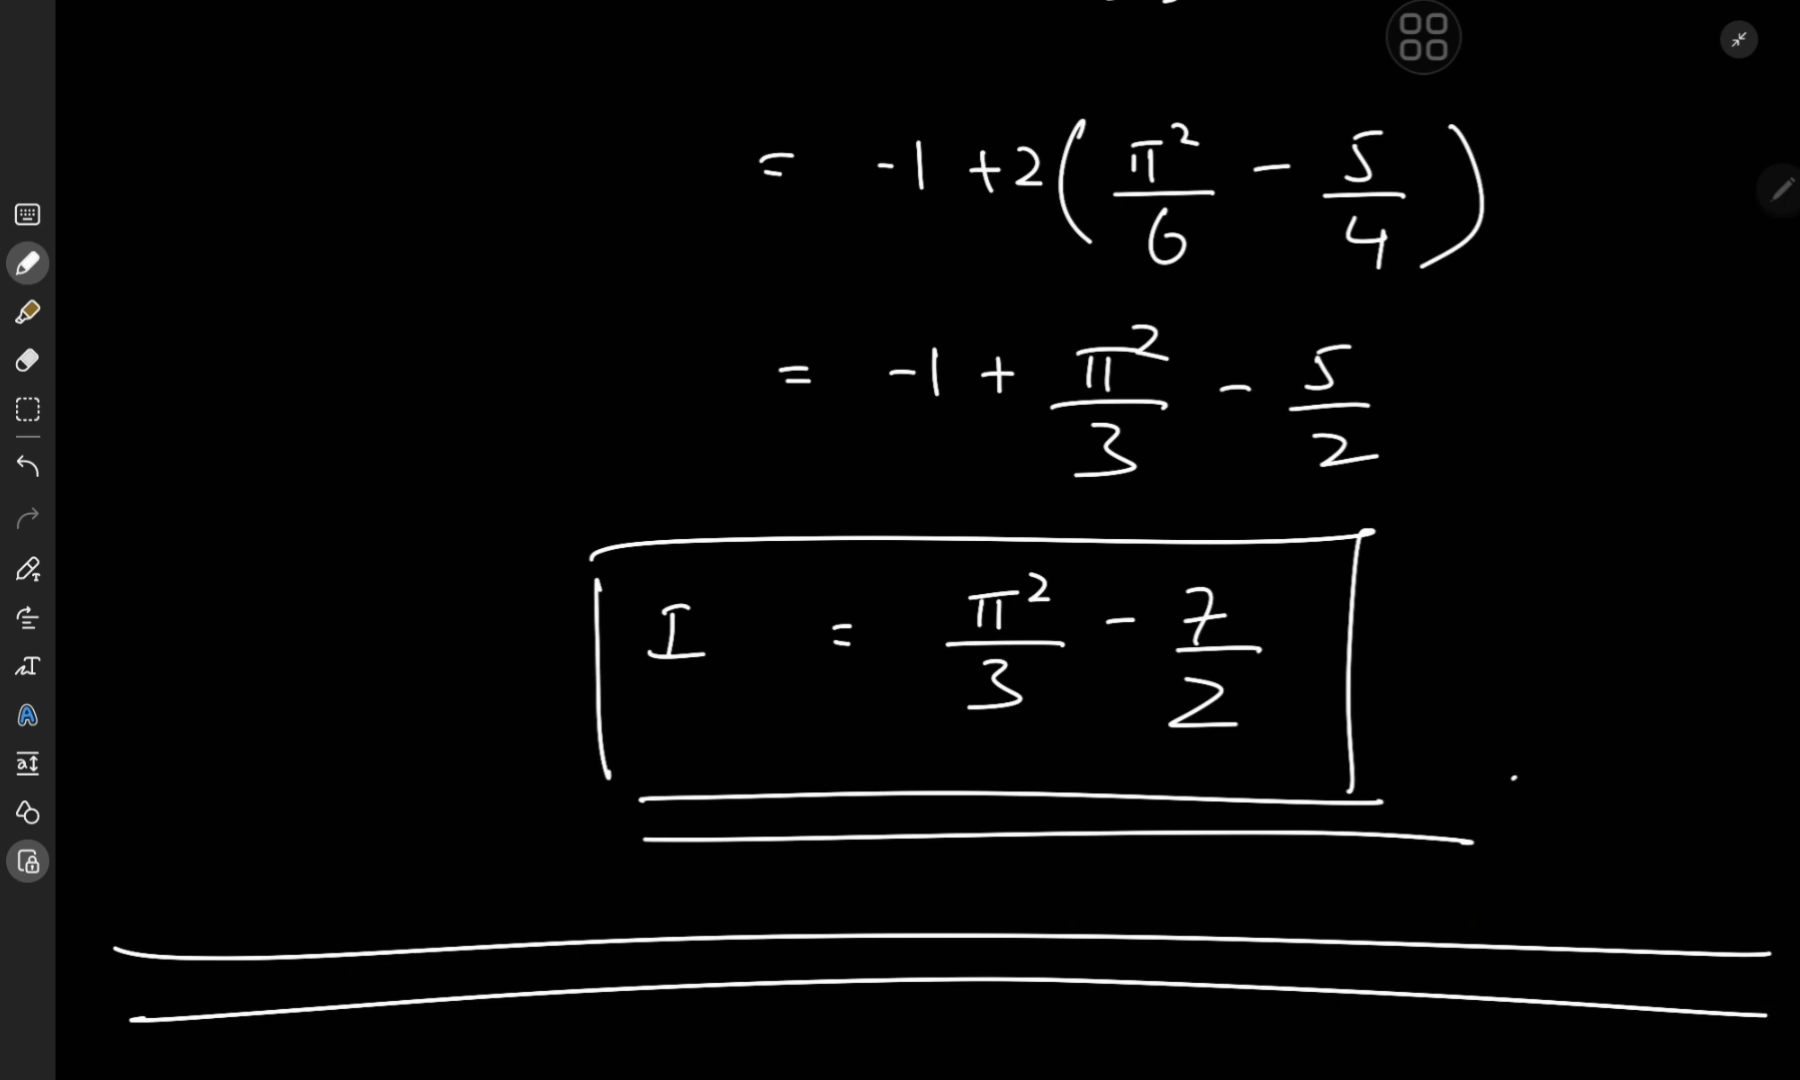 = -1 +2(π²/6 - 5/4)
= -1 + π²/3 - 5/2
I = π²/3 - 7/2